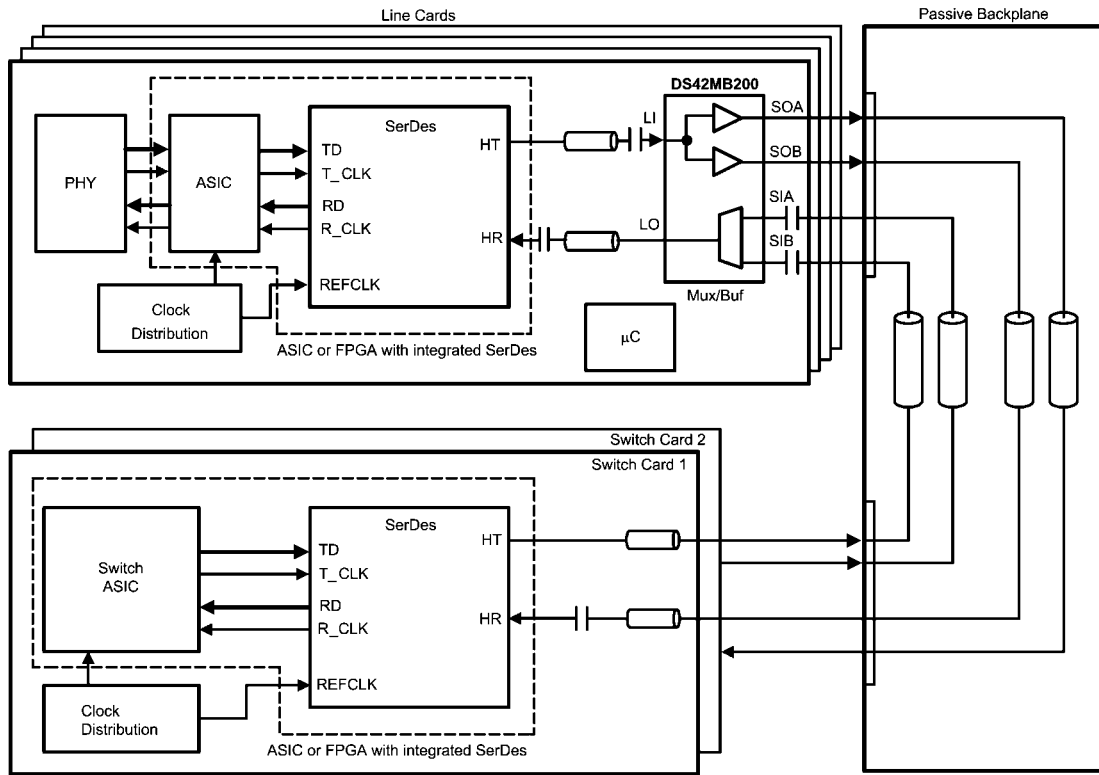 Line Cards
Passive Backplane
DS42MB200
SerDes
LI
SOA
HT
TD
PHY
ASIC
T_CLK
SOB
RD
SIA
R_CLK
LO
HR
SIB
REFCLK
Mux/Buf
Clock
Distribution
µC
ASIC or FPGA with integrated SerDes
Switch Card 2
Switch Card 1
SerDes
HT
TD
Switch
ASIC
T_CLK
RD
HR
R_CLK
REFCLK
Clock
Distribution
ASIC or FPGA with integrated SerDes